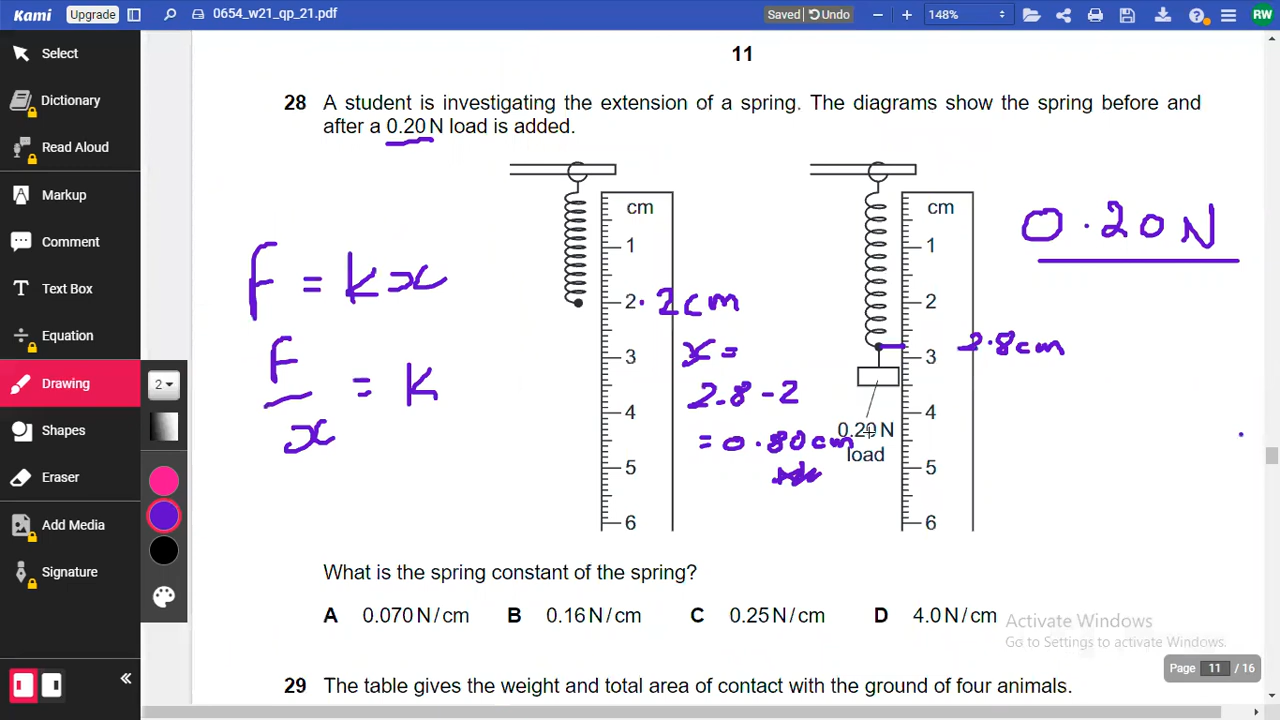 Kami
Upgrade
0654_w21_qp_21.pdf
Saved
Undo
148%
RW
Select
Dictionary
Read Aloud
Markup
Comment
Text Box
Equation
Drawing
2
Shapes
Eraser
Add Media
Signature
11
28 A student is investigating the extension of a spring. The diagrams show the spring before and
after a 0.20 N load is added.
cm
1
2
3
4
5
6
cm
1
2
3
4
5
6
0.20 N
load
0.20N
F = kx
F/x = k
2cm
x =
2.8 - 2
= 0.80cm
2.8cm
What is the spring constant of the spring?
A 0.070 N/cm B 0.16 N/cm C 0.25 N/cm D 4.0 N/cm
Activate Windows
Go to Settings to activate Windows.
Page 11 / 16
29 The table gives the weight and total area of contact with the ground of four animals.